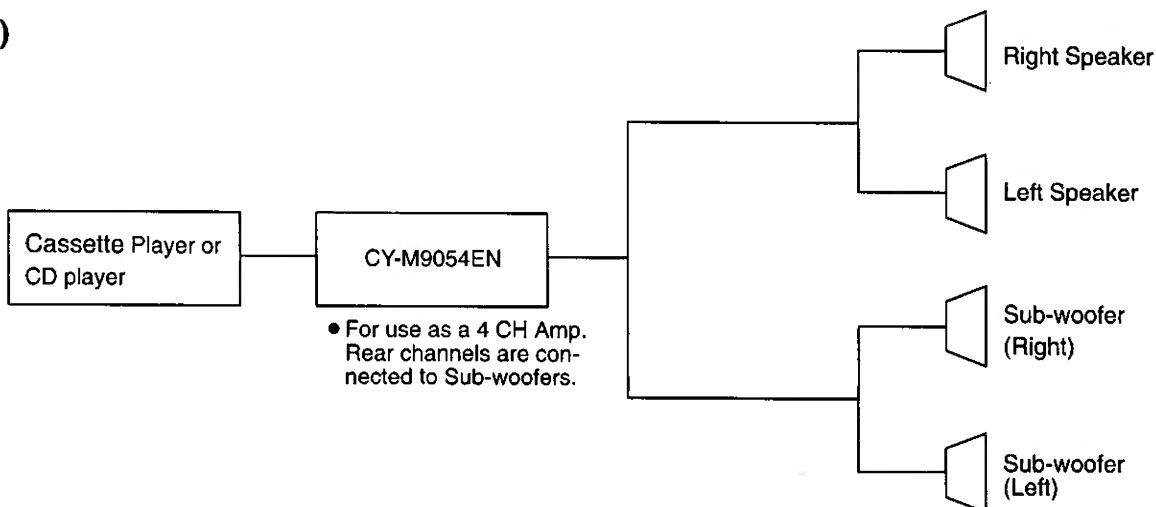 )
Right Speaker
Left Speaker
Cassette Player or
CD player
CY-M9054EN
● For use as a 4 CH Amp.
Rear channels are con-
nected to Sub-woofers.
Sub-woofer
(Right)
Sub-woofer
(Left)